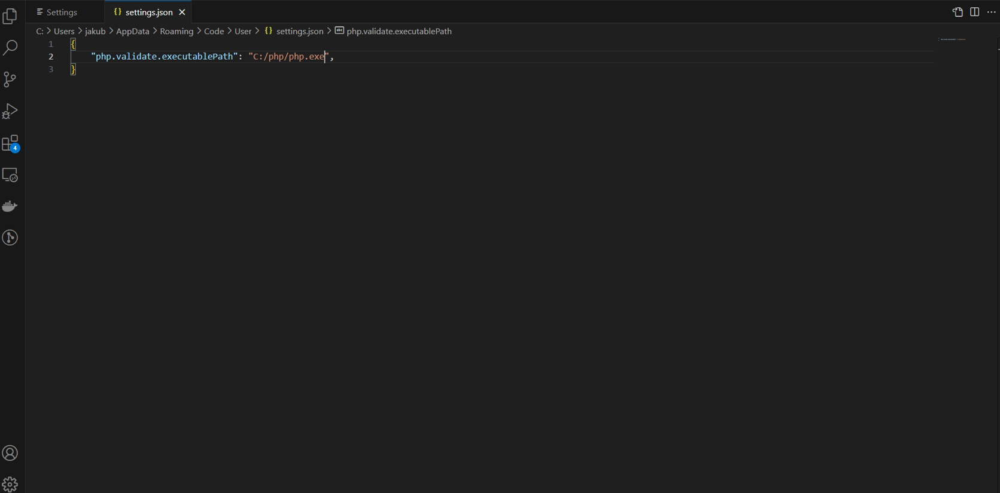 Settings
{} settings.json
C: > Users > jakub > AppData > Roaming > Code > User > {} settings.json > abc php.validate.executablePath
1 {
2 "php.validate.executablePath": "C:/php/php.exe",
3 }
4